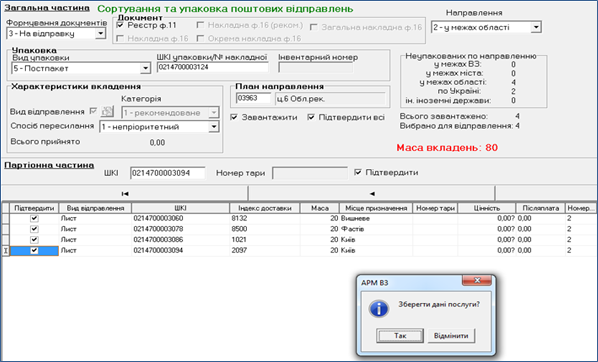 Загальна частина
Сортування та упаковка поштових відправлень
Формування документів
3 - На відправку
Документ
Реєстр ф.11
Накладна ф.16 (реком.)
Загальна накладна ф.16
Накладна ф.16
Окрема накладна ф.16
Направлення
2 - у межах області
Упаковка
Вид упаковки
5 - Постпакет
ШКІ упаковки/№ накладної
0214700003124
Інвентарний номер
Неупакованих по направленню
у межах ВЗ: 0
у межах міста: 0
у межах області: 4
по Україні: 2
ін. іноземні держави: 0
Характеристики вкладення
Категорія
Вид відправлення
1 - рекомендоване
Спосіб пересилання
1 - непріоритетний
Всього прийнято 0,00
План направлення
03963
ц.6 Обл.рек.
Завантажити
Підтвердити всі
Всього завантажено: 4
Вибрано для відправлення: 4
Маса вкладень: 80
Партіонна частина
ШКІ 0214700003094
Номер тари
Підтвердити
Підтвердити Вид відправлення ШКІ Індекс доставки Маса Місце призначення Номер тари Цінність Післяплата Номер...
Лист 0214700003060 8132 20 Вишневе 0,00? 0,00 2
Лист 0214700003078 8500 20 Фастів 0,00? 0,00 2
Лист 0214700003086 1021 20 Київ 0,00? 0,00 2
Лист 0214700003094 2097 20 Київ 0,00? 0,00 2
АРМ ВЗ
Зберегти дані послуги?
Так
Відмінити